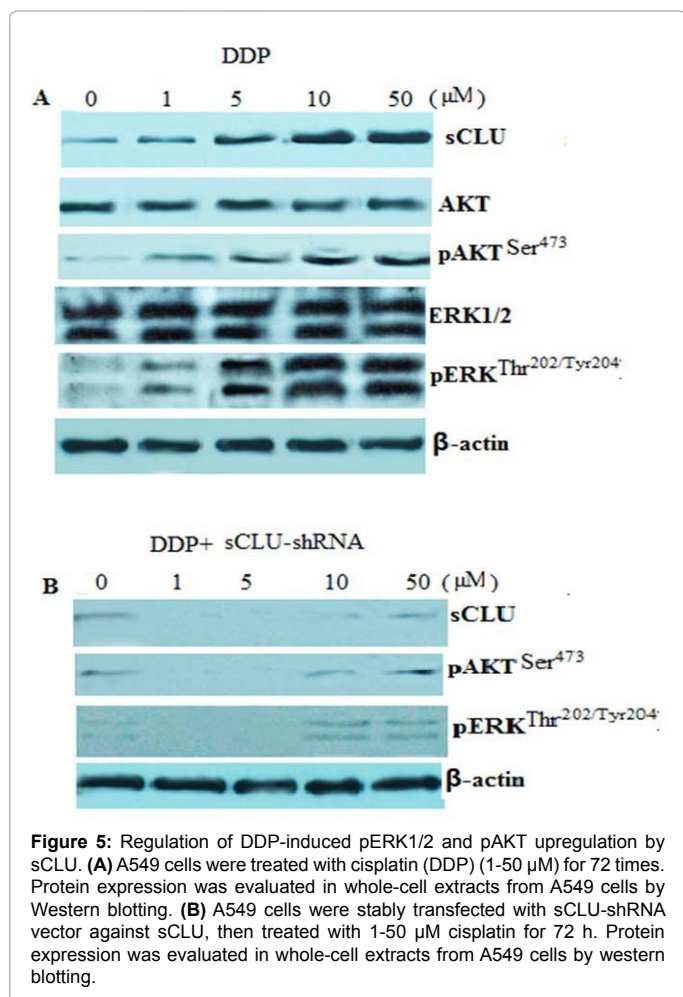 DDP
A 0 1 5 10 50 (μM)
sCLU
AKT
pAKT Ser473
ERK1/2
pERK Thr202/Tyr204
β-actin
DDP+ sCLU-shRNA
B 0 1 5 10 50 (μM)
sCLU
pAKT Ser473
pERK Thr-202/Tyr204
β-actin
Figure 5: Regulation of DDP-induced pERK1/2 and pAKT upregulation by
sCLU. (A) A549 cells were treated with cisplatin (DDP) (1-50 μM) for 72 times.
Protein expression was evaluated in whole-cell extracts from A549 cells by
Western blotting. (B) A549 cells were stably transfected with sCLU-shRNA
vector against sCLU, then treated with 1-50 μM cisplatin for 72 h. Protein
expression was evaluated in whole-cell extracts from A549 cells by western
blotting.